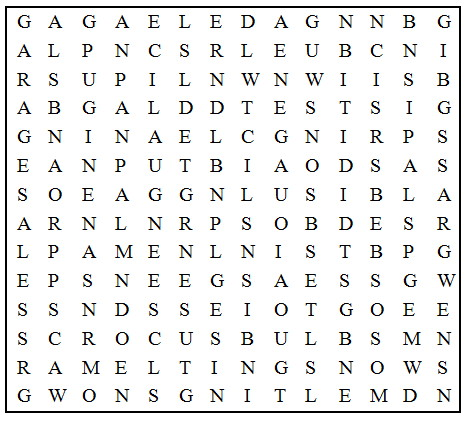 G A G A E L E D A G N N B G
A L P N C S R L E U B C N I
R S U P I L N W N W I I S B
A B G A L D D T E S T S I G
G N I N A E L C G N I R P S
E A N P U T B I A O D S A S
S O E A G G N L U S I B L A
A R N L N R P S O B D E S R
L P A M E N L N I S T B P G
E P S N E E G S A E S S G W
S S N D S S E I O T G O E E
S C R O C U S B U L B S M N
R A M E L T I N G S N O W S
G W O N S G N I T L E M D N